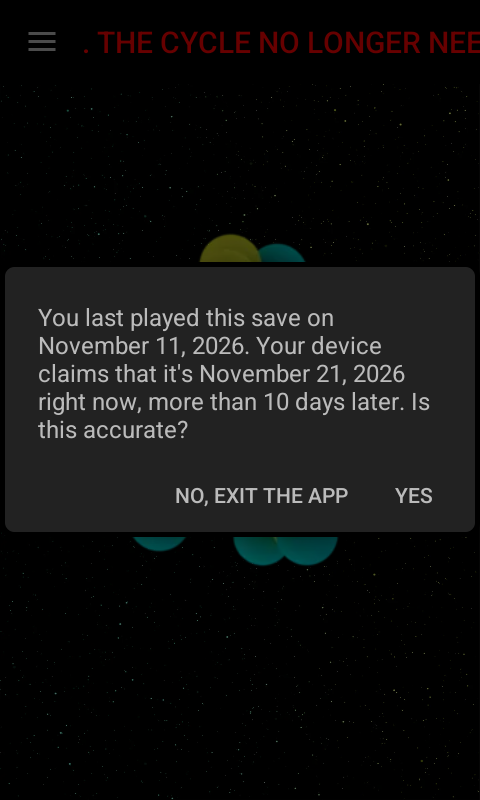 . THE CYCLE NO LONGER NEE
You last played this save on
November 11, 2026. Your device
claims that it's November 21, 2026
right now, more than 10 days later. Is
this accurate?
NO, EXIT THE APP YES